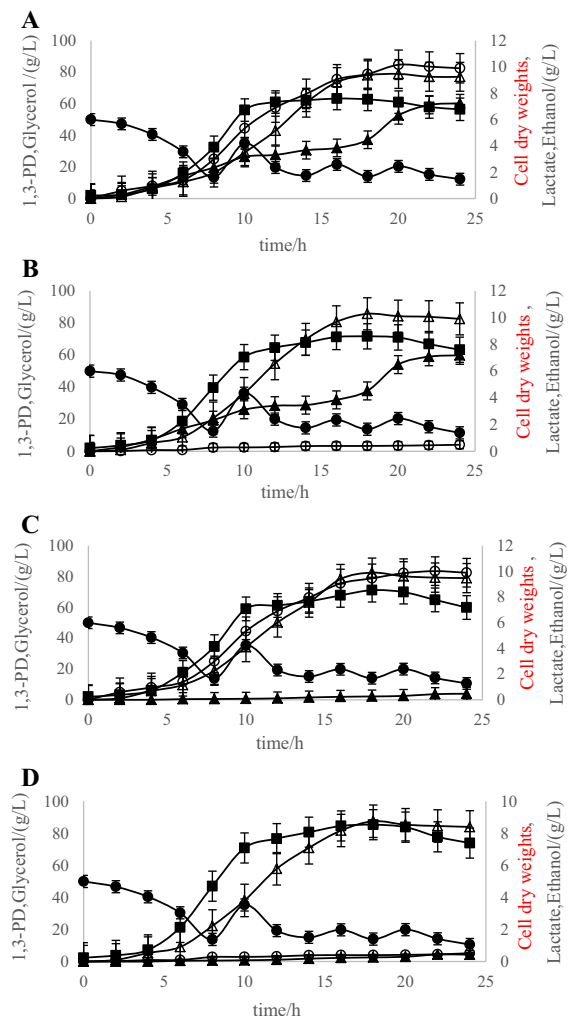 A
1,3-PD,Glycerol/(g/L)
100
80
60
40
20
0
12
10
8
6
4
2
0
0 5 10 15 20 25
time/h
Cell dry weights,
Lactate,Ethanol/(g/L)
B
1,3-PD,Glycerol/(g/L)
100
80
60
40
20
0
12
10
8
6
4
2
0
0 5 10 15 20 25
time/h
Cell dry weights ,
Lactate,Ethanol/(g/L)
C
1,3-PD,Glycerol/(g/L)
100
80
60
40
20
0
12
10
8
6
4
2
0
0 5 10 15 20 25
time/h
Cell dry weights ,
Lactate,Ethanol/(g/L)
D
1,3-PD,Glycerol/(g/L)
100
80
60
40
20
0
10
8
6
4
2
0
0 5 10 15 20 25
time/h
Cell dry weights,
Lactate,Ethanol/(g/L)